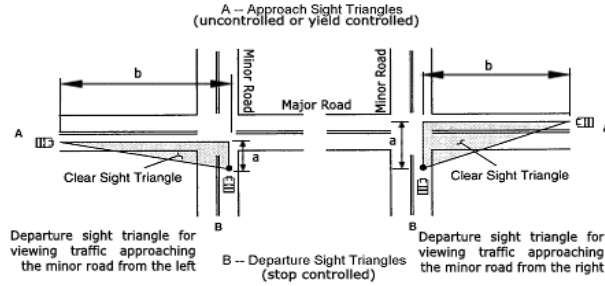 A -- Approach Sight Triangles
(uncontrolled or yield controlled)
b
Minor Road
Minor Road
b
Major Road
A
A
a
a
Clear Sight Triangle
Clear Sight Triangle
B
B
Departure sight triangle for
viewing traffic approaching
the minor road from the left
B -- Departure Sight Triangles
(stop controlled)
Departure sight triangle for
viewing traffic approaching
the minor road from the right